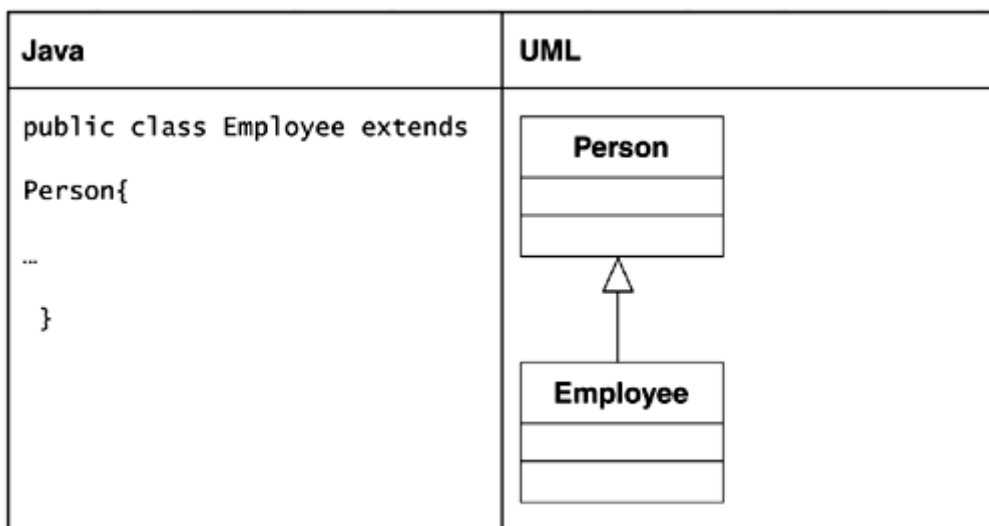 Java
UML
public class Employee extends
Person{
…
}
Person
Employee